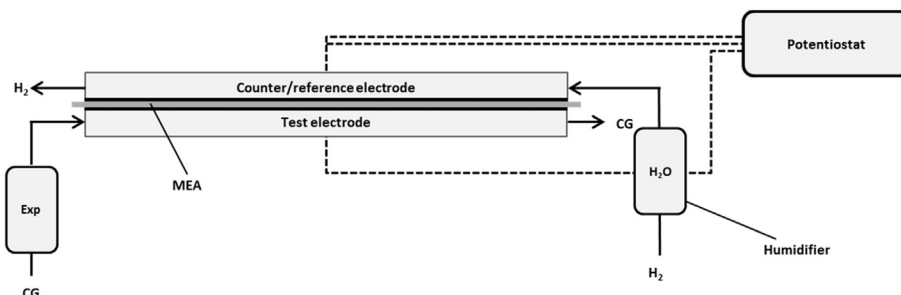 Potentiostat
H₂
Counter/reference electrode
Test electrode
CG
MEA
H₂O
Exp
Humidifier
H₂
CG